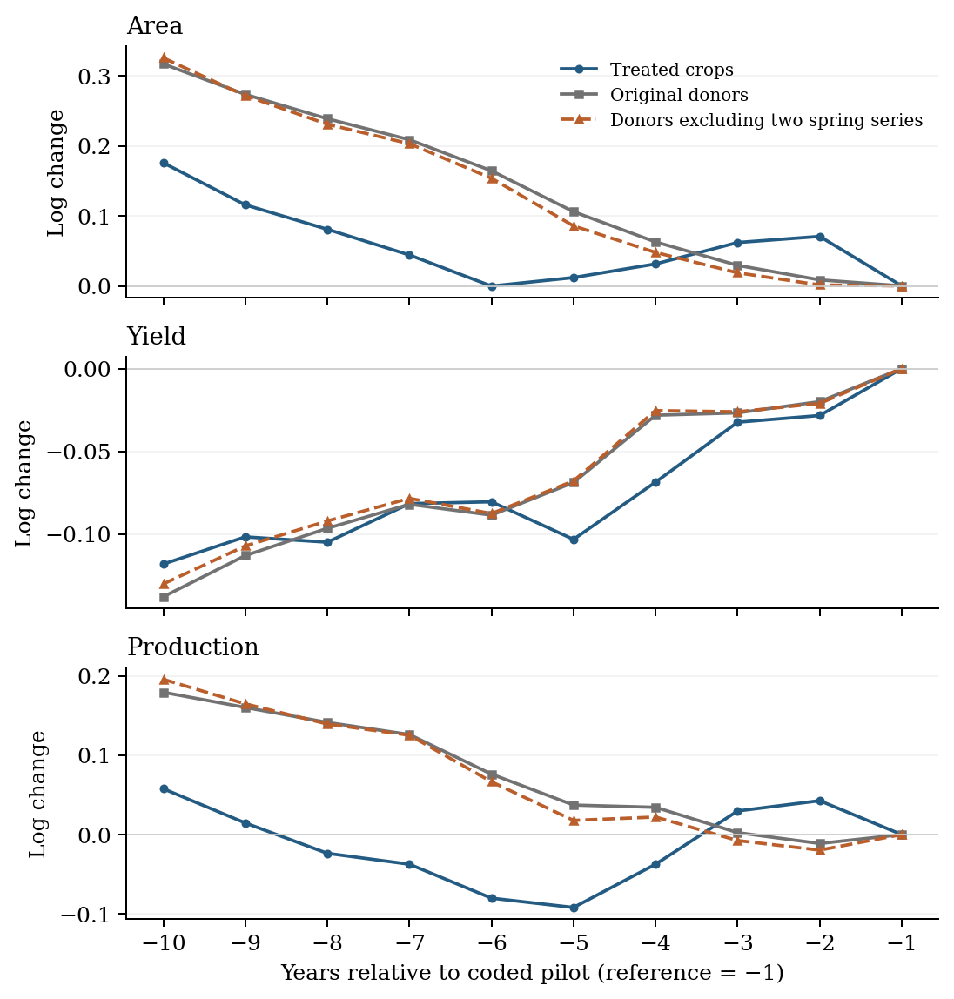 Area
0.3
0.2
0.1
0.0
Log change
Treated crops
Original donors
Donors excluding two spring series
Yield
0.00
−0.05
−0.10
Log change
Production
0.2
0.1
0.0
−0.1
Log change
−10 −9 −8 −7 −6 −5 −4 −3 −2 −1
Years relative to coded pilot (reference = −1)